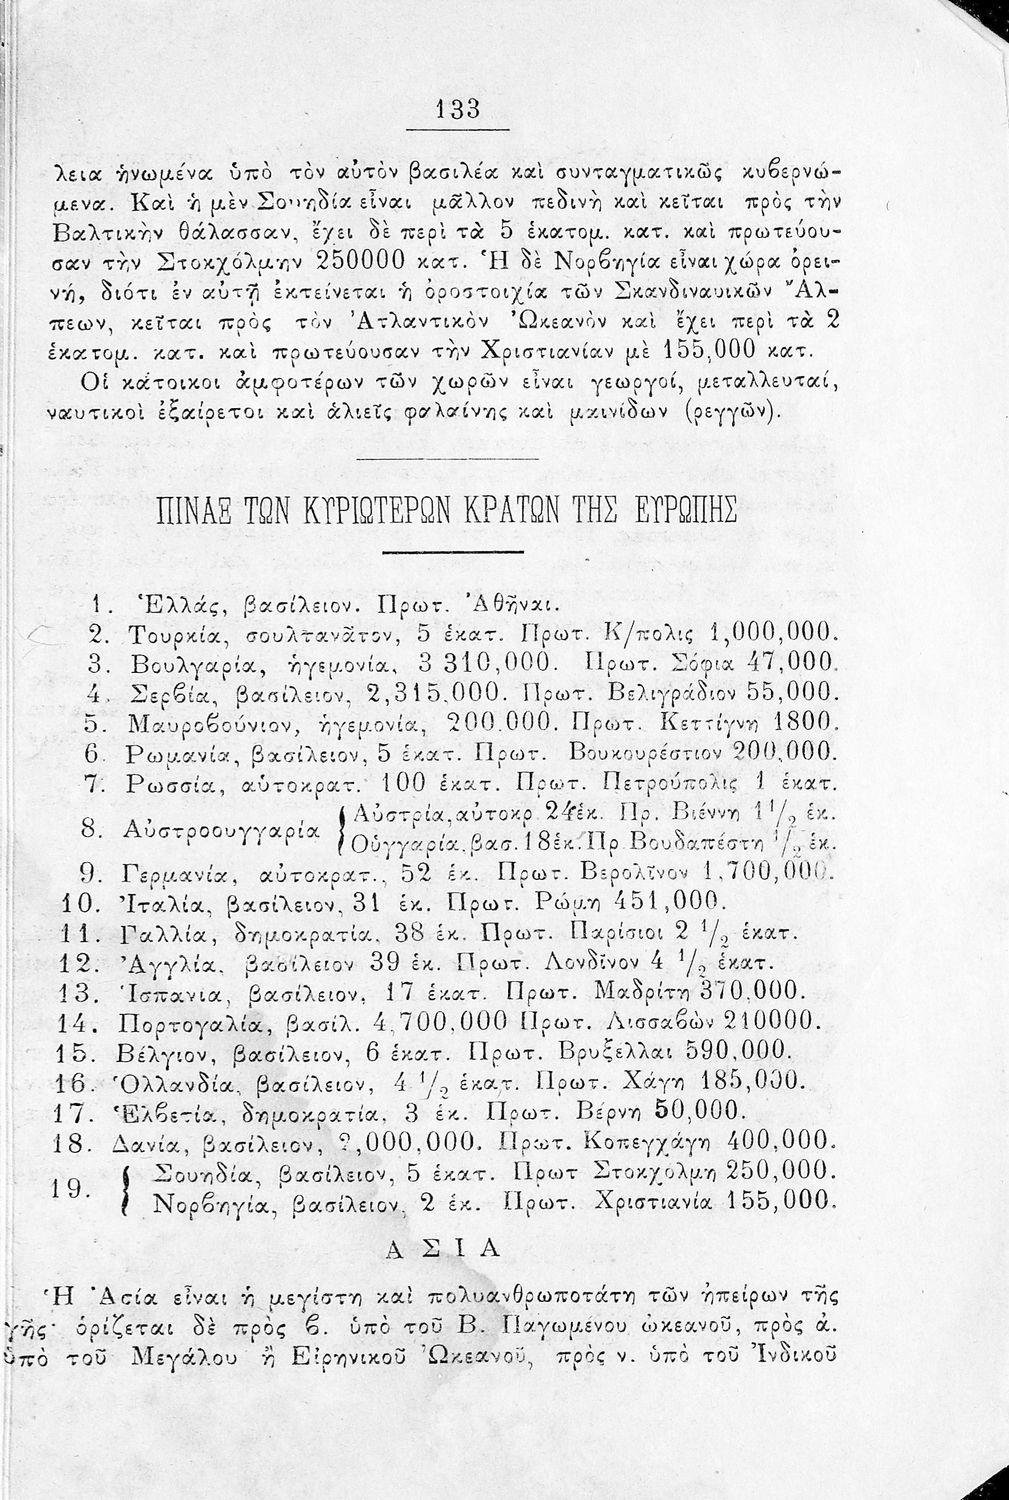 133
λεια ἡνωμένα ὑπὸ τὸν αὐτὸν βασιλέα καὶ συνταγματικῶς κυβερνώ-
μενα. Καὶ ἡ μὲν Σουηδία εἶναι μᾶλλον πεδινὴ καὶ κεῖται πρὸς τὴν
Βαλτικὴν θάλασσαν, ἔχει δὲ περὶ τὰ 5 ἑκατομ. κατ. καὶ πρωτεύου-
σαν τὴν Στοκχόλμην 250000 κατ. Ἡ δὲ Νορβηγία εἶναι χώρα ὀρει-
νή, διότι ἐν αὐτῇ ἐκτείνεται ἡ ὀροστοιχία τῶν Σκανδιναυικῶν Ἄλ-
πεων, κεῖται πρὸς τὸν Ἀτλαντικὸν Ὠκεανὸν καὶ ἔχει περὶ τὰ 2
ἑκατομ. κατ. καὶ πρωτεύουσαν τὴν Χριστιανίαν μὲ 155,000 κατ.
Οἱ κάτοικοι ἀμφοτέρων τῶν χωρῶν εἶναι γεωργοί, μεταλλευταί,
ναυτικοὶ ἐξαίρετοι καὶ ἁλιεῖς φαλαίνης καὶ μαινίδων (ρεγγῶν).
ΠΙΝΑΞ ΤΩΝ ΚΥΡΙΩΤΕΡΩΝ ΚΡΑΤΩΝ ΤΗΣ ΕΥΡΩΠΗΣ
1. Ἑλλάς, βασίλειον. Πρωτ. Ἀθῆναι.
2. Τουρκία, σουλτανᾶτον, 5 ἑκατ. Πρωτ. Κ/πολις 1,000,000.
3. Βουλγαρία, ἡγεμονία, 3 310,000. Πρωτ. Σόφια 47,000.
4. Σερβία, βασίλειον, 2,315.000. Πρωτ. Βελιγράδιον 55,000.
5. Μαυροβούνιον, ἡγεμονία, 200.000. Πρωτ. Κεττίγνη 1800.
6. Ρωμανία, βασίλειον, 5 ἑκατ. Πρωτ. Βουκουρέστιον 200,000.
7. Ρωσσία, αὐτοκρατ. 100 ἑκατ. Πρωτ. Πετρούπολις 1 ἑκατ.
8. Αὐστροουγγαρία { Αὐστρία, αὐτοκρ 24ἑκ. Πρ. Βιέννη 1 1/2 ἑκ.
Οὑγγαρία, βασ. 18ἑκ. Πρ. Βουδαπέστη 1/2 ἑκ.
9. Γερμανία, αὐτοκρατ., 52 ἑκ. Πρωτ. Βερολῖνον 1,700,000.
10. Ἰταλία, βασίλειον, 31 ἑκ. Πρωτ. Ρώμη 451,000.
11. Γαλλία, δημοκρατία, 38 ἑκ. Πρωτ. Παρίσιοι 2 1/2 ἑκατ.
12. Ἀγγλία, βασίλειον 39 ἑκ. Πρωτ. Λονδῖνον 4 1/2 ἑκατ.
13. Ἱσπανια, βασίλειον, 17 ἑκατ. Πρωτ. Μαδρίτη 370.000.
14. Πορτογαλία, βασίλ. 4,700,000 Πρωτ. Λισσαβὼν 210000.
15. Βέλγιον, βασίλειον, 6 ἑκατ. Πρωτ. Βρυξέλλαι 590,000.
16. Ὁλλανδία, βασίλειον, 4 1/2 ἑκατ. Πρωτ. Χάγη 185,000.
17. Ἑλβετία, δημοκρατία, 3 ἑκ. Πρωτ. Βέρνη 50,000.
18. Δανία, βασίλειον, 2,000,000. Πρωτ. Κοπεγχάγη 400,000.
19. { Σουηδία, βασίλειον, 5 ἑκατ. Πρωτ Στοκχολμη 250,000.
Νορβηγία, βασίλειον, 2 ἑκ. Πρωτ. Χριστιανία 155,000.
ΑΣΙΑ
Ἡ Ἀσία εἶναι ἡ μεγίστη καὶ πολυανθρωποτάτη τῶν ἠπείρων τῆς
γῆς· ὁρίζεται δὲ πρὸς β. ὑπὸ τοῦ Β. Παγωμένου ὠκεανοῦ, πρὸς ἀ.
ὑπὸ τοῦ Μεγάλου ἢ Εἰρηνικοῦ Ὠκεανοῦ, πρὸς ν. ὑπὸ τοῦ Ἰνδικοῦ